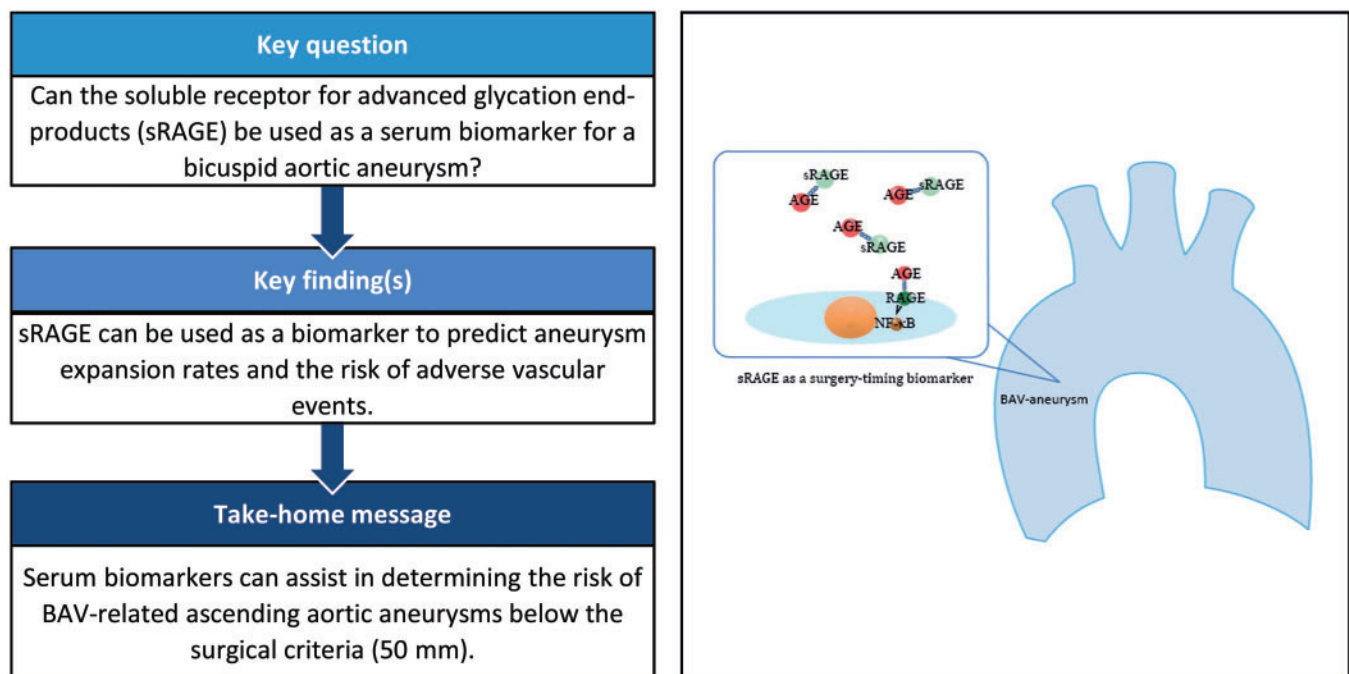 Key question
Can the soluble receptor for advanced glycation end-
products (sRAGE) be used as a serum biomarker for a
bicuspid aortic aneurysm?
Key finding(s)
sRAGE can be used as a biomarker to predict aneurysm
expansion rates and the risk of adverse vascular
events.
Take-home message
Serum biomarkers can assist in determining the risk of
BAV-related ascending aortic aneurysms below the
surgical criteria (50 mm).
sRAGE
AGE
AGE
sRAGE
AGE
sRAGE
AGE
RAGE
NF-κB
sRAGE as a surgery-timing biomarker
BAV-aneurysm